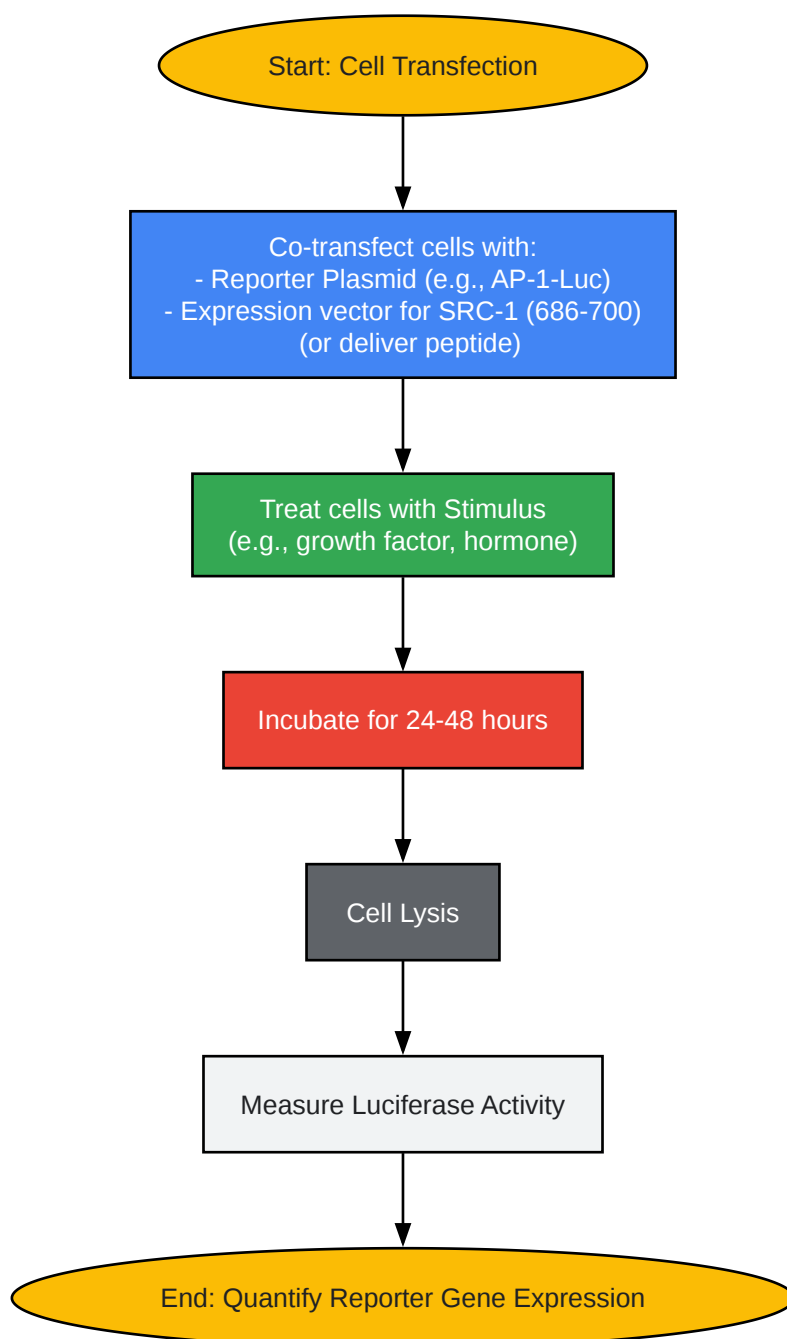 Start: Cell Transfection
Co-transfect cells with:
- Reporter Plasmid (e.g., AP-1-Luc)
- Expression vector for SRC-1 (686-700)
(or deliver peptide)
Treat cells with Stimulus
(e.g., growth factor, hormone)
Incubate for 24-48 hours
Cell Lysis
Measure Luciferase Activity
End: Quantify Reporter Gene Expression